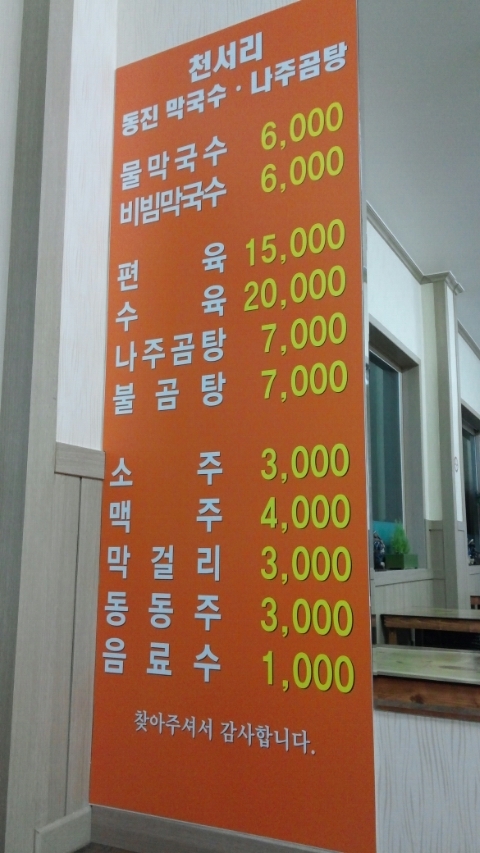 천서리
동진 막국수·나주곰탕
물막국수 6,000
비빔막국수 6,000
편육 15,000
수육 20,000
나주곰탕 7,000
불곰탕 7,000
소주 3,000
맥주 4,000
막걸리 3,000
동동주 3,000
음료수 1,000
찾아주셔서 감사합니다.